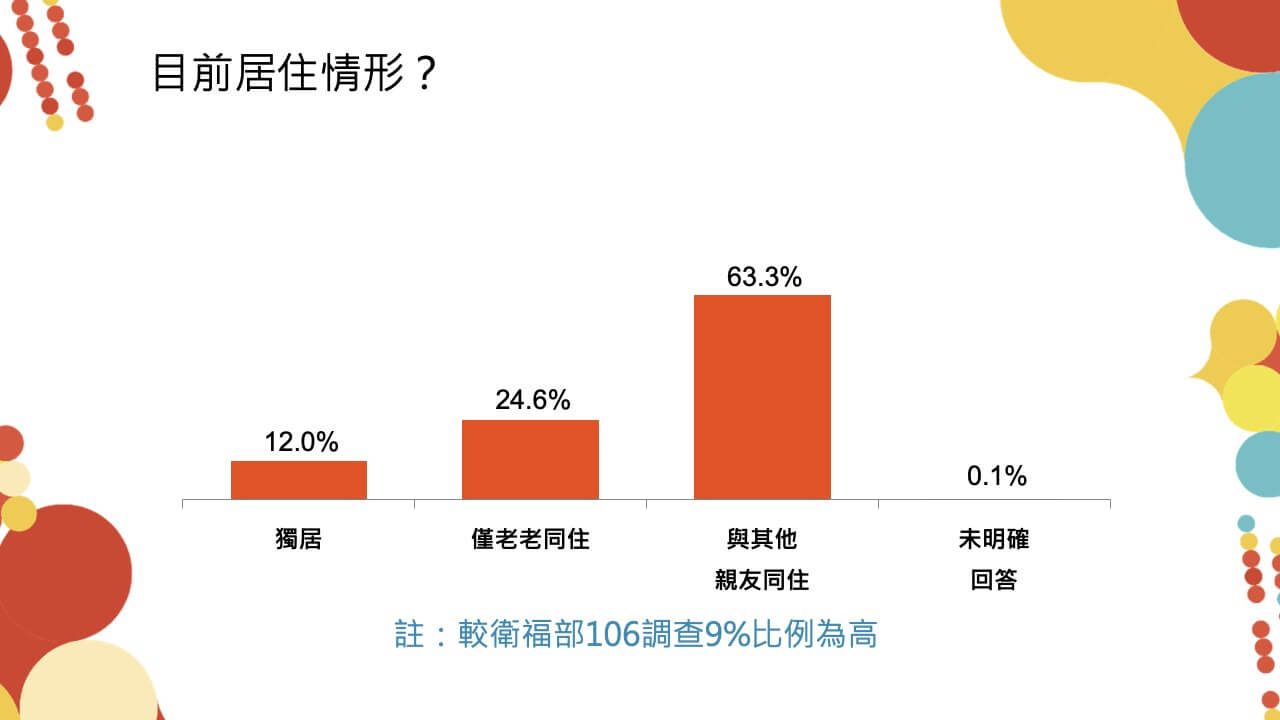 目前居住情形？
63.3%
24.6%
12.0%
0.1%
獨居
僅老老同住
與其他
親友同住
未明確
回答
註：較衛福部106調查9%比例為高